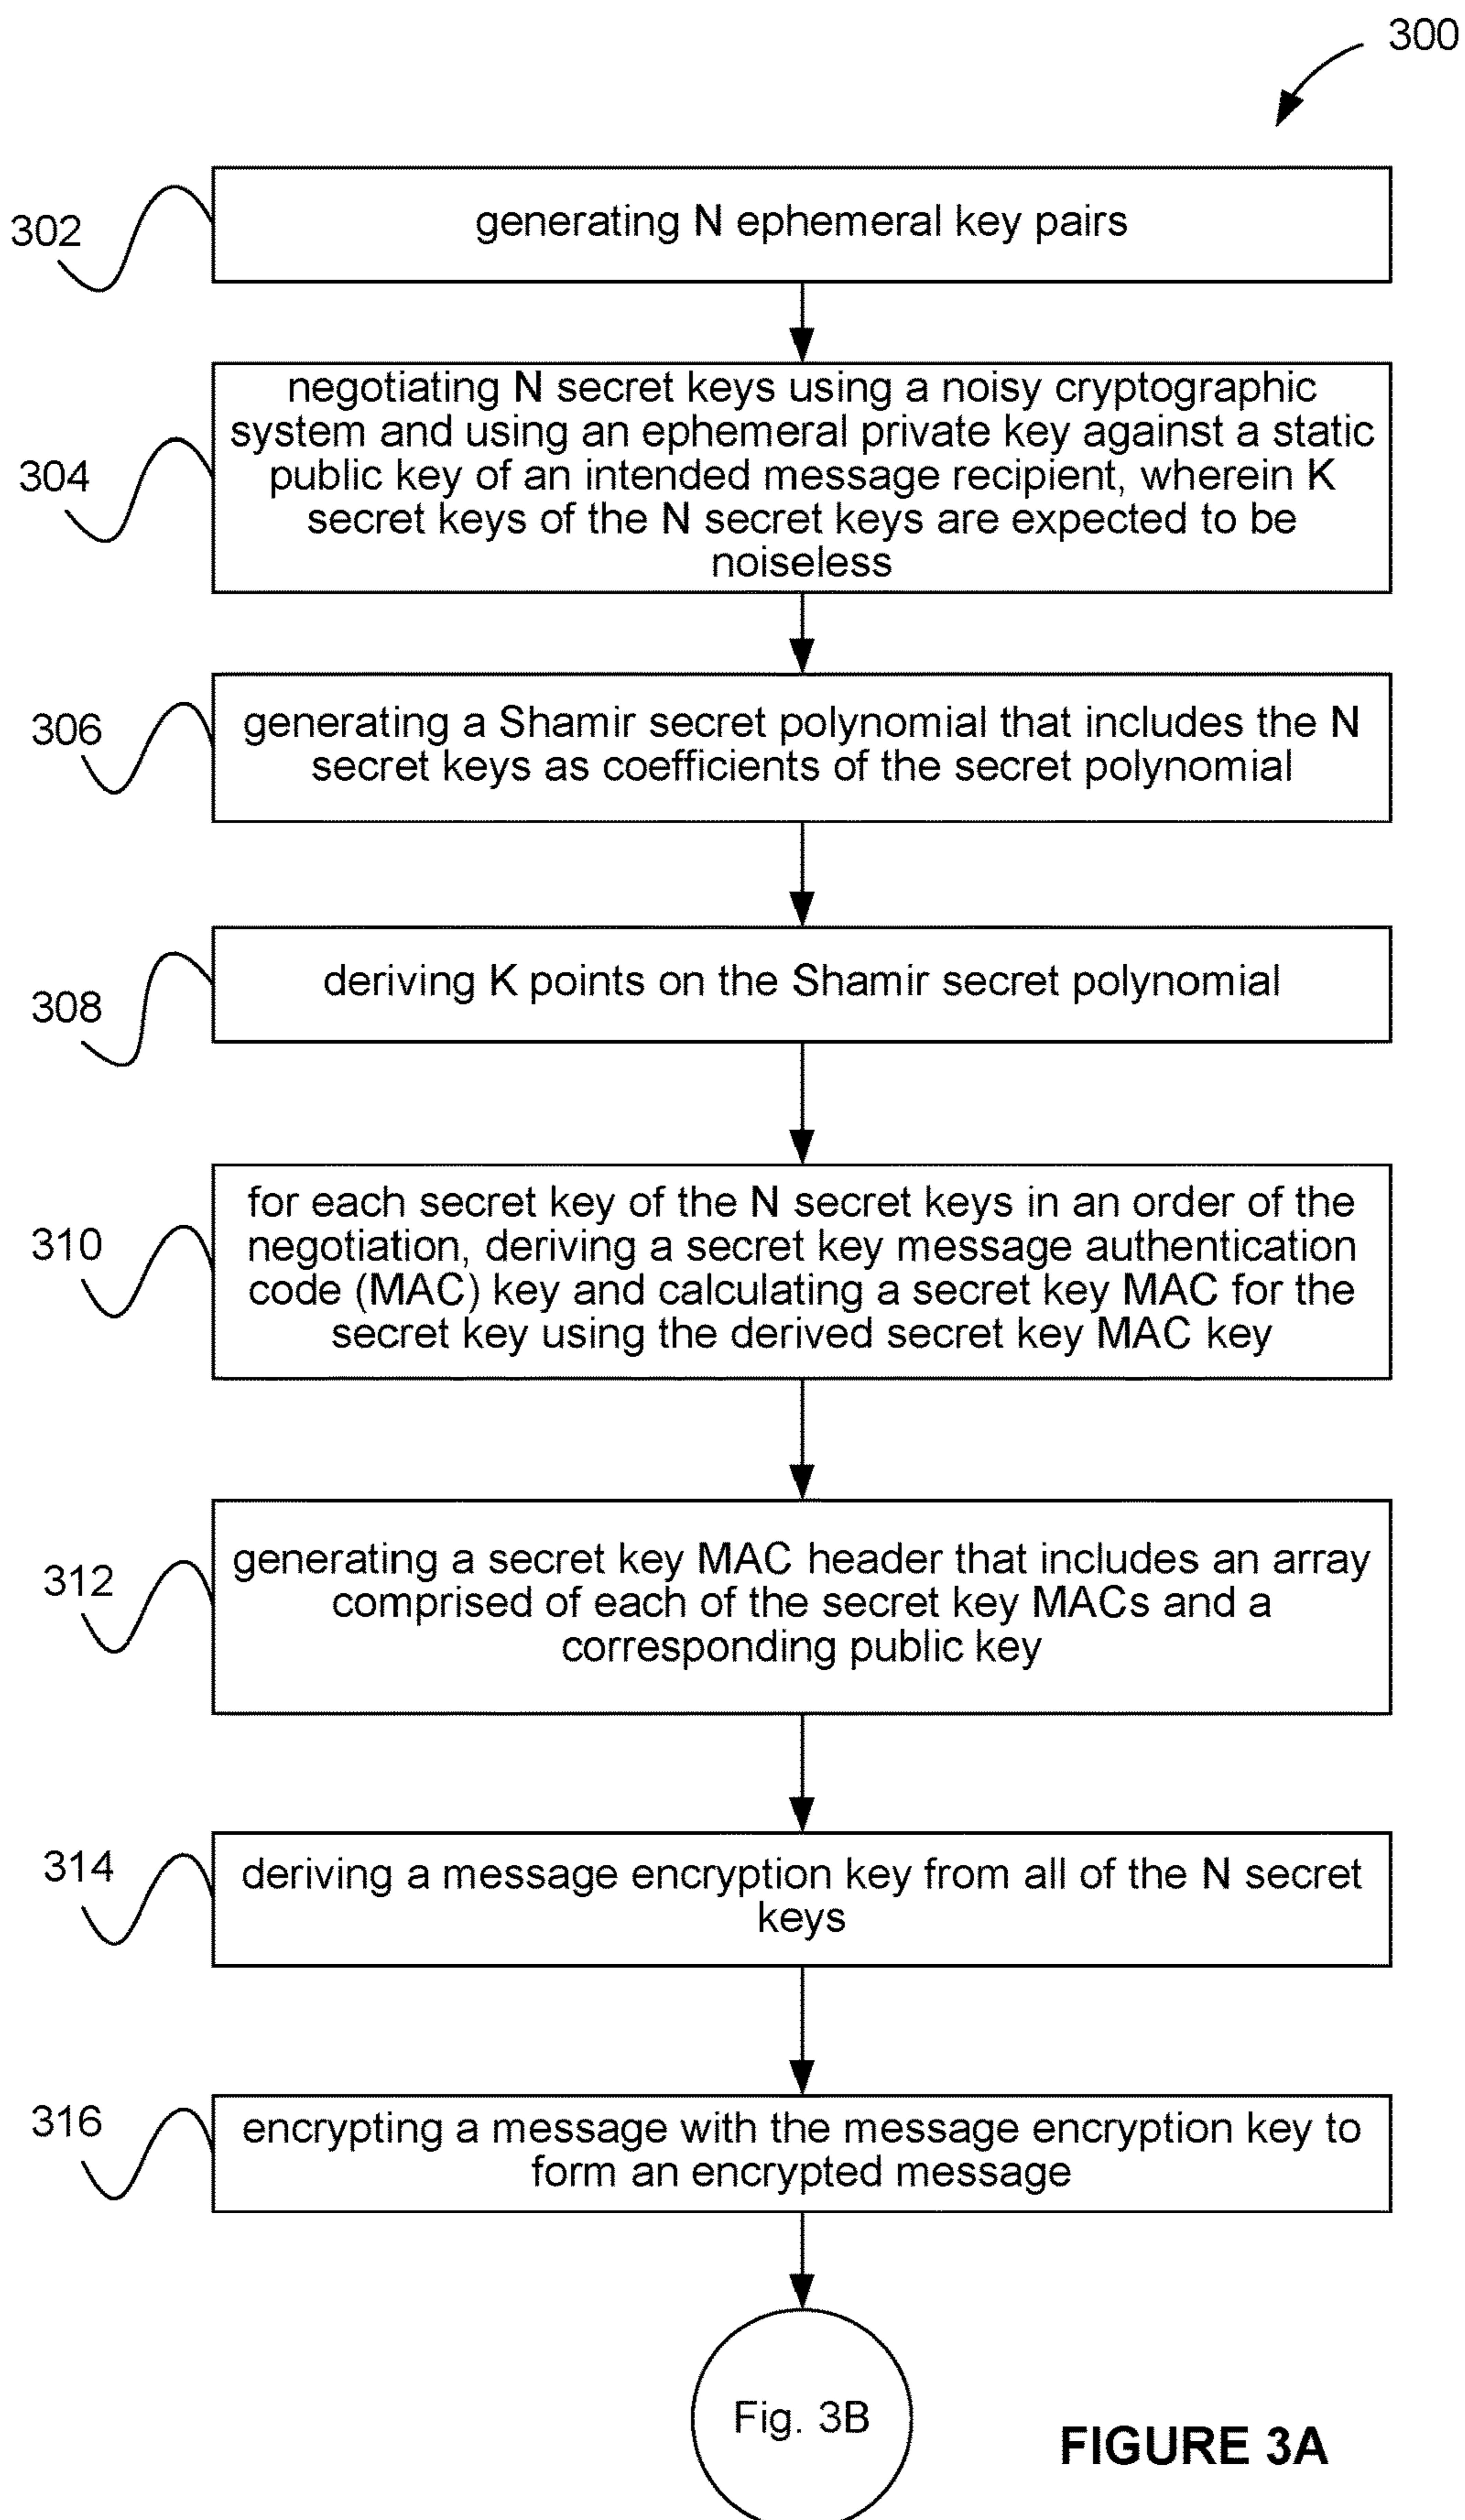 300
302
generating N ephemeral key pairs
304
negotiating N secret keys using a noisy cryptographic
system and using an ephemeral private key against a static
public key of an intended message recipient, wherein K
secret keys of the N secret keys are expected to be
noiseless
306
generating a Shamir secret polynomial that includes the N
secret keys as coefficients of the secret polynomial
308
deriving K points on the Shamir secret polynomial
310
for each secret key of the N secret keys in an order of the
negotiation, deriving a secret key message authentication
code (MAC) key and calculating a secret key MAC for the
secret key using the derived secret key MAC key
312
generating a secret key MAC header that includes an array
comprised of each of the secret key MACs and a
corresponding public key
314
deriving a message encryption key from all of the N secret
keys
316
encrypting a message with the message encryption key to
form an encrypted message
Fig. 3B
FIGURE 3A